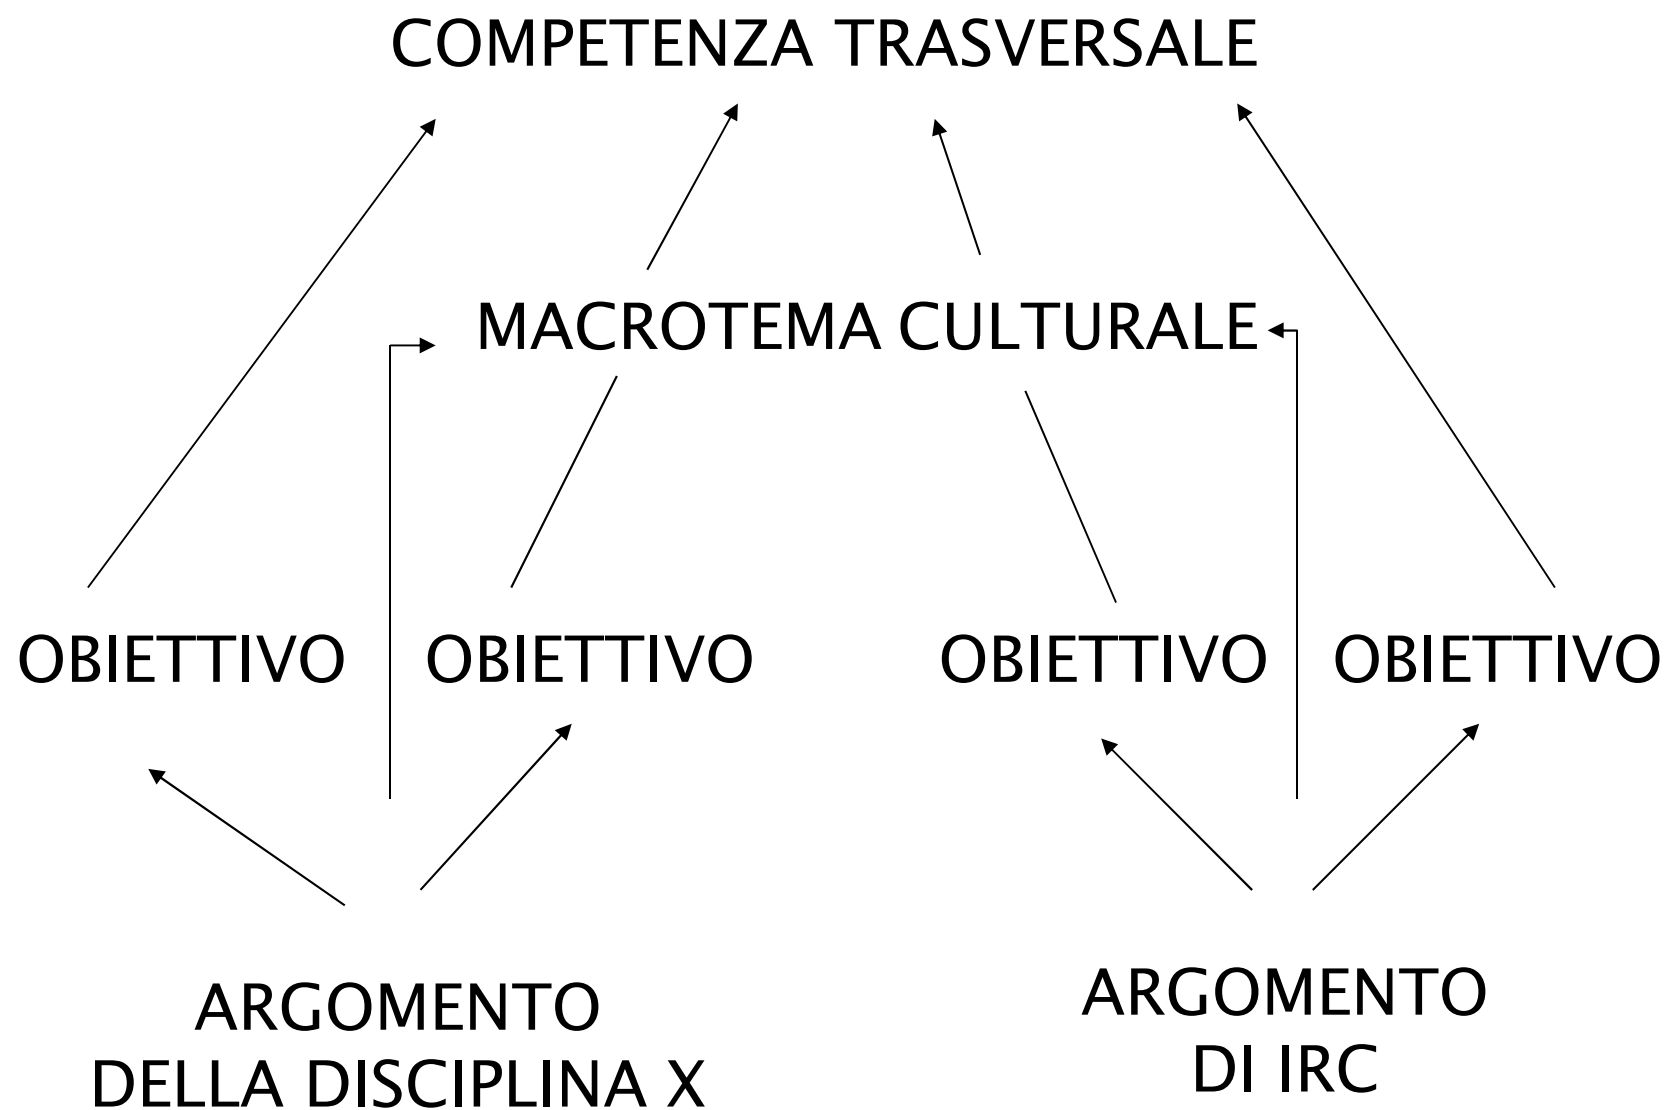 COMPETENZA TRASVERSALE
MACROTEMA CULTURALE
OBIETTIVO
OBIETTIVO
OBIETTIVO
OBIETTIVO
ARGOMENTO
DELLA DISCIPLINA X
ARGOMENTO
DI IRC